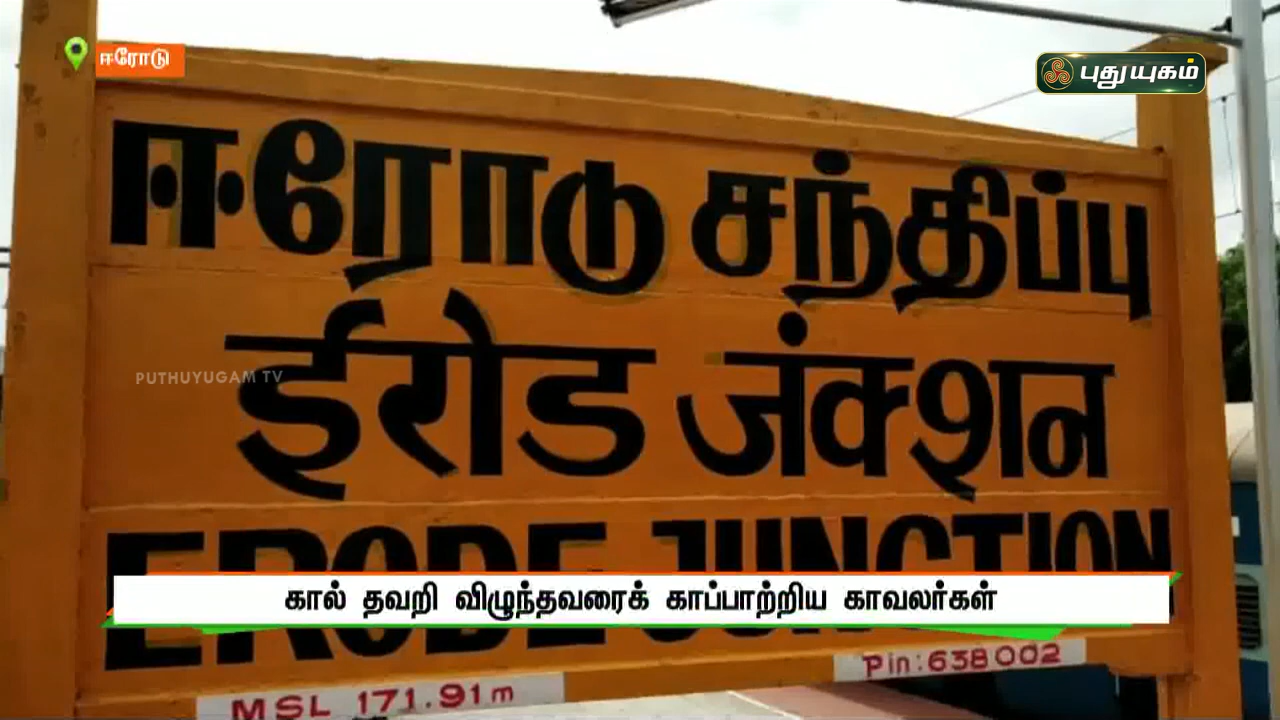 ஈரோடு
புதுயுகம்
ஈரோடு சந்திப்பு
ईरोड जंक्शन
PUTHUYUGAM TV
ERODE JUNCTION
கால் தவறி விழுந்தவரைக் காப்பாற்றிய காவலர்கள்
MSL 171.91m
Pin:638002